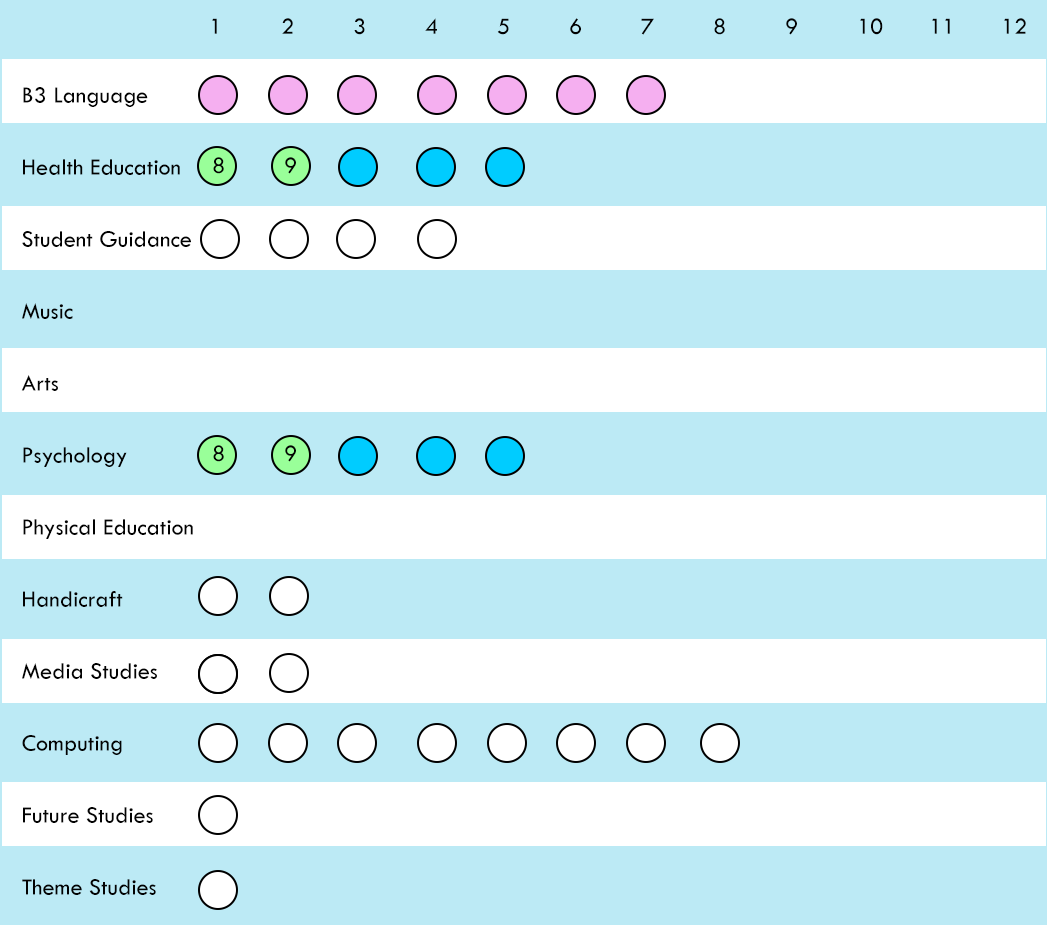 1 2 3 4 5 6 7 8 9 10 11 12
B3 Language
Health Education 8 9
Student Guidance
Music
Arts
Psychology 8 9
Physical Education
Handicraft
Media Studies
Computing
Future Studies
Theme Studies